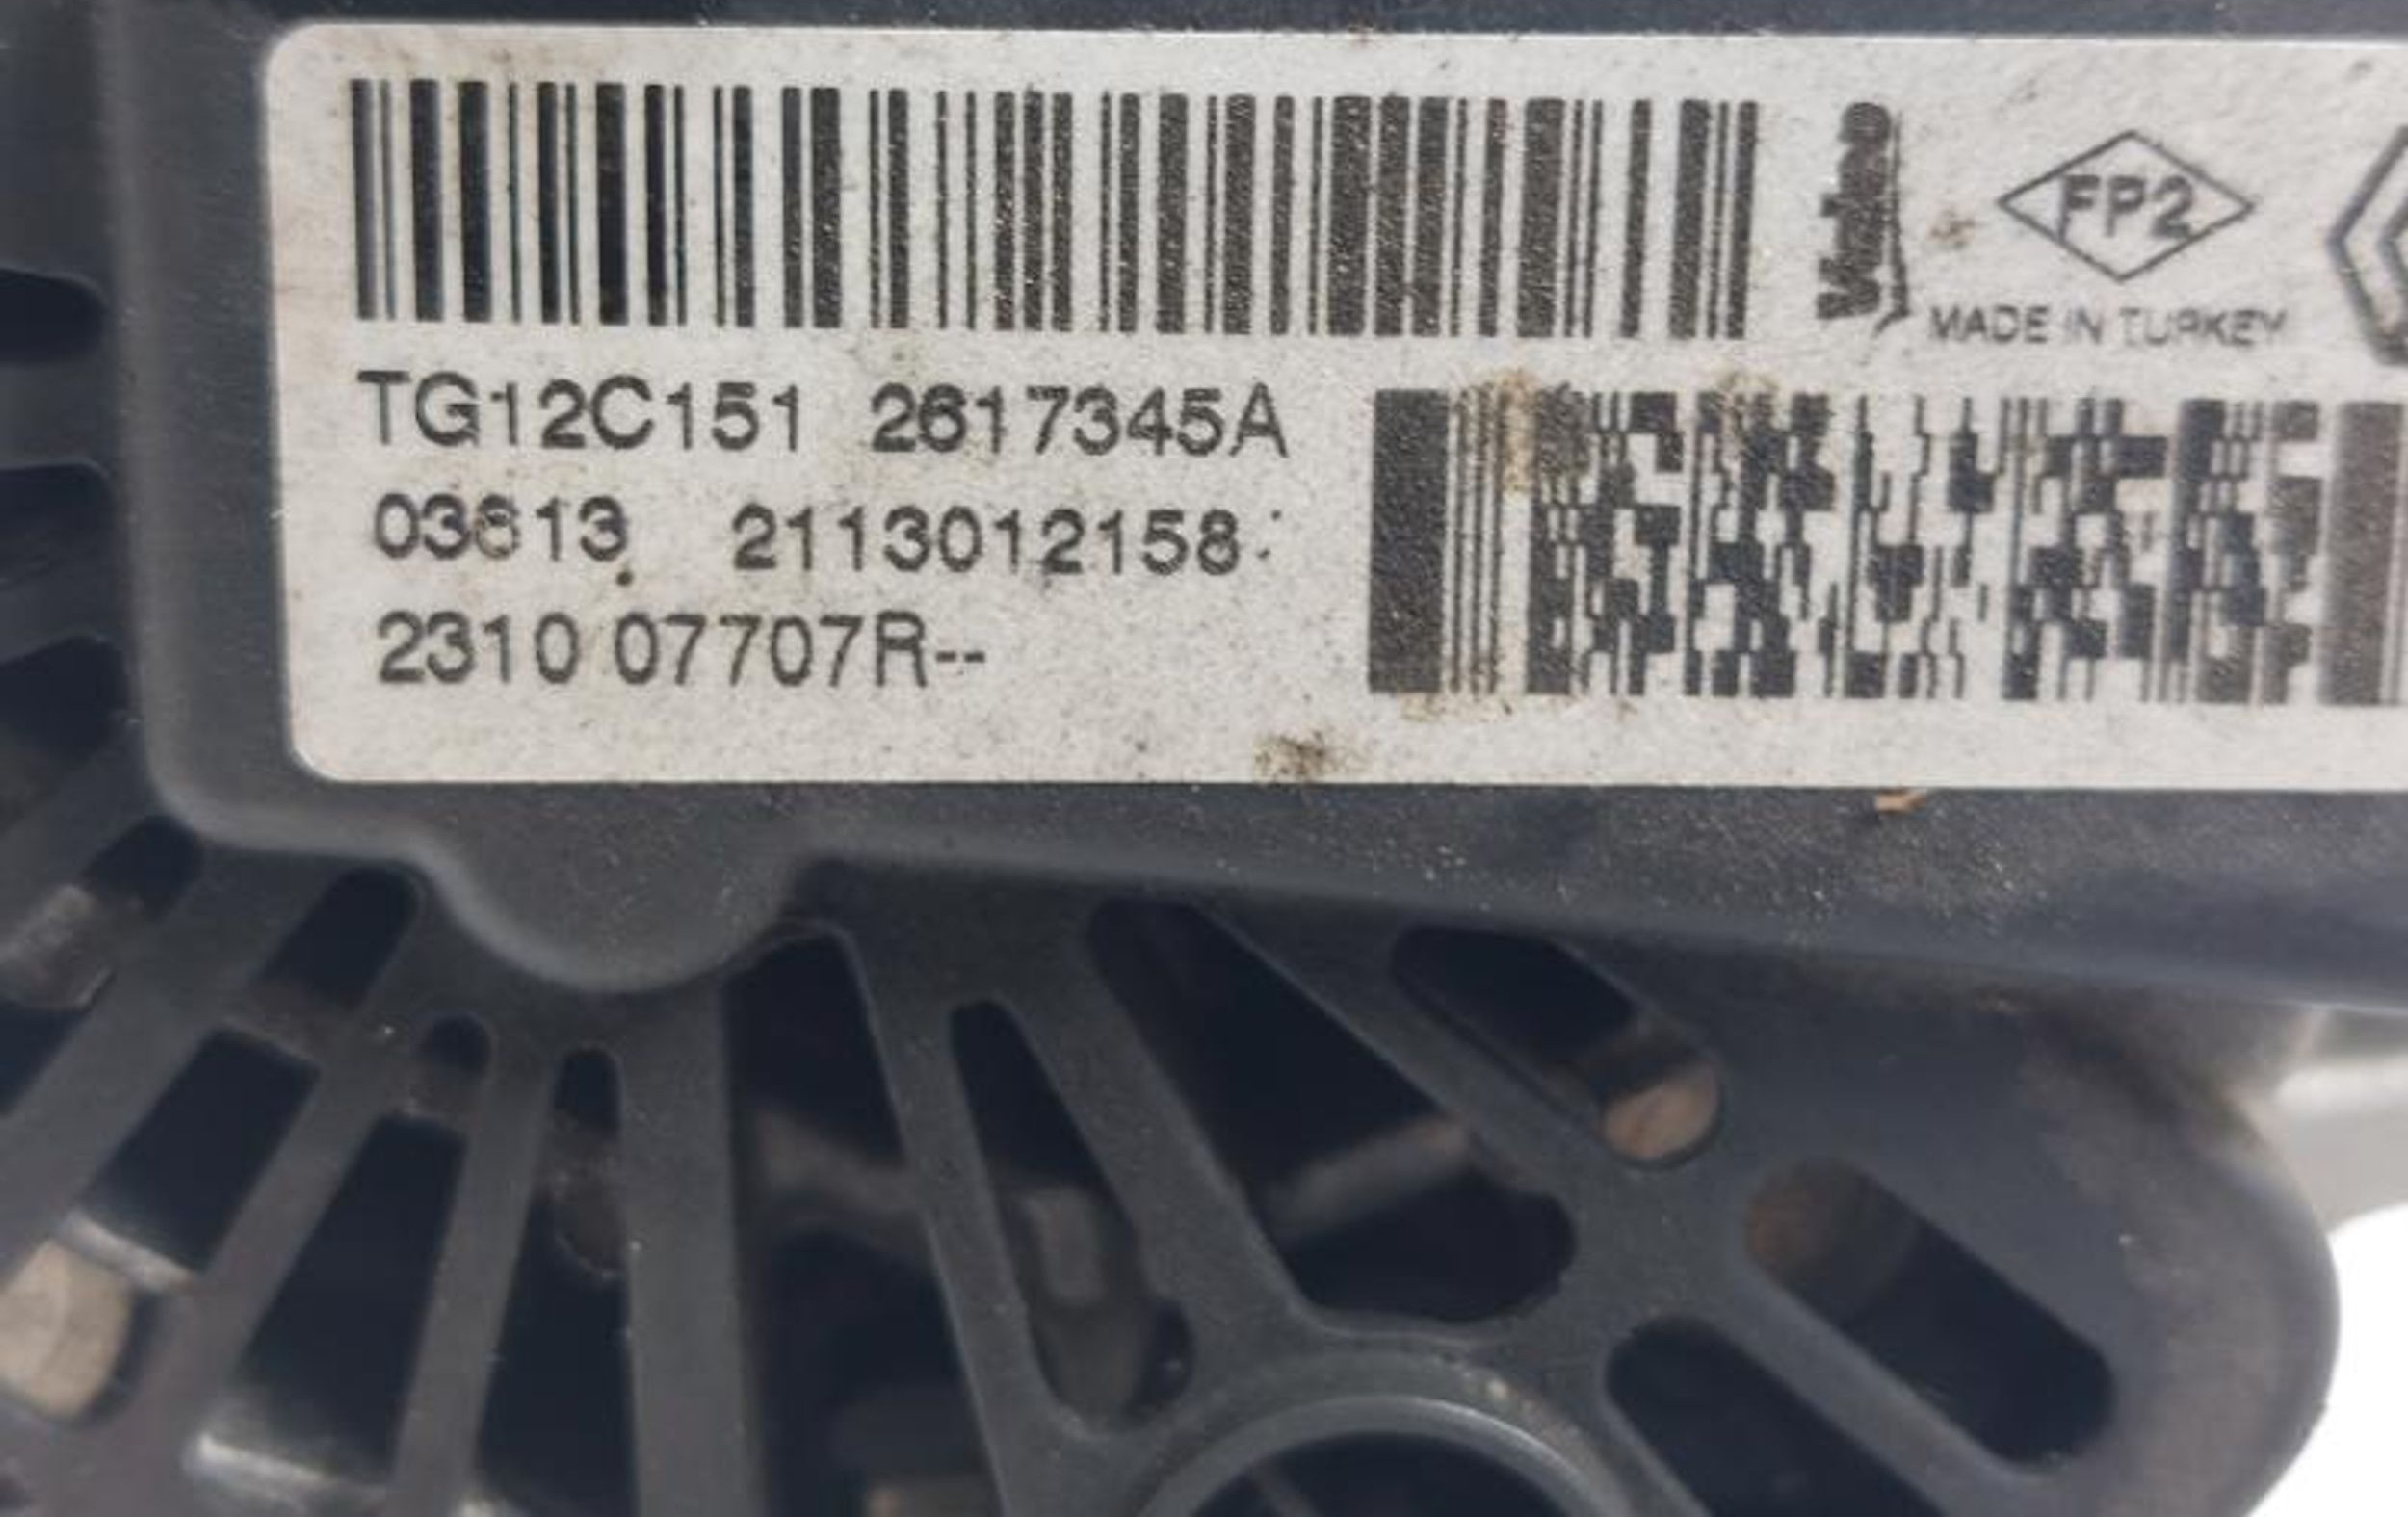 Valeo
FP2
MADE IN TURKEY
TG12C151 2617345A
03613 2113012158
2310 07707R--